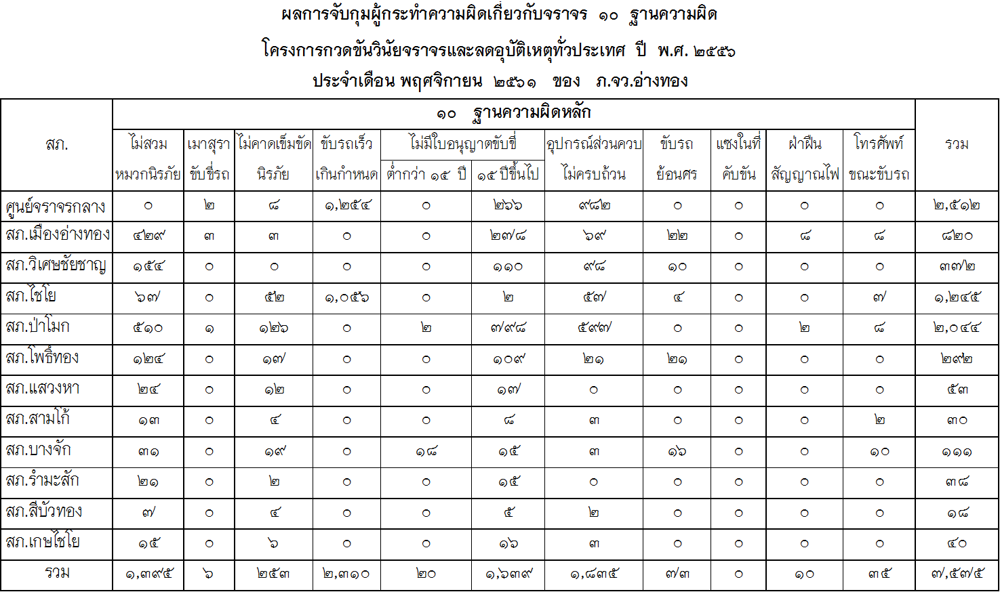 ผลการจับกุมผู้กระทำความผิดเกี่ยวกับจราจร ๑๐ ฐานความผิด
โครงการกวดขันวินัยจราจรและลดอุบัติเหตุทั่วประเทศ ปี พ.ศ. ๒๕๕๖
ประจำเดือน พฤศจิกายน ๒๕๖๑ ของ ภ.จว.อ่างทอง
๑๐ ฐานความผิดหลัก
สภ. ไม่สวม เมาสุรา ไม่คาดเข็มขัด ขับรถเร็ว ไม่มีใบอนุญาตขับขี่ อุปกรณ์ส่วนควบ ขับรถ แซงในที่ ฝ่าฝืน โทรศัพท์ รวม
หมวกนิรภัย ขับขี่รถ นิรภัย เกินกำหนด ต่ำกว่า ๑๕ ปี ๑๕ ปีขึ้นไป ไม่ครบถ้วน ย้อนศร คับขัน สัญญาณไฟ ขณะขับรถ
ศูนย์จราจรกลาง ๐ ๒ ๘ ๑,๒๕๔ ๐ ๒๖๖ ๙๘๒ ๐ ๐ ๐ ๐ ๒,๕๑๒
สภ.เมืองอ่างทอง ๔๒๙ ๓ ๓ ๐ ๐ ๒๗๘ ๖๙ ๒๒ ๐ ๘ ๘ ๘๒๐
สภ.วิเศษชัยชาญ ๑๕๔ ๐ ๐ ๐ ๐ ๑๑๐ ๙๘ ๑๐ ๐ ๐ ๐ ๓๗๒
สภ.ไชโย ๖๗ ๐ ๕๒ ๑,๐๕๖ ๐ ๒ ๕๗ ๔ ๐ ๐ ๗ ๑,๒๔๕
สภ.ป่าโมก ๕๑๐ ๑ ๑๒๖ ๐ ๒ ๗๙๘ ๕๙๗ ๐ ๐ ๒ ๘ ๒,๐๔๔
สภ.โพธิ์ทอง ๑๒๔ ๐ ๑๗ ๐ ๐ ๑๐๙ ๒๑ ๒๑ ๐ ๐ ๐ ๒๙๒
สภ.แสวงหา ๒๔ ๐ ๑๒ ๐ ๐ ๑๗ ๐ ๐ ๐ ๐ ๐ ๕๓
สภ.สามโก้ ๑๓ ๐ ๔ ๐ ๐ ๘ ๓ ๐ ๐ ๐ ๒ ๓๐
สภ.บางจัก ๓๑ ๐ ๑๙ ๐ ๑๘ ๑๕ ๓ ๑๖ ๐ ๐ ๑๐ ๑๑๑
สภ.รำมะสัก ๒๑ ๐ ๒ ๐ ๐ ๑๕ ๐ ๐ ๐ ๐ ๐ ๓๘
สภ.สีบัวทอง ๗ ๐ ๔ ๐ ๐ ๕ ๒ ๐ ๐ ๐ ๐ ๑๘
สภ.เกษไชโย ๑๕ ๐ ๖ ๐ ๐ ๑๖ ๓ ๐ ๐ ๐ ๐ ๔๐
รวม ๑,๓๙๕ ๖ ๒๕๓ ๒,๓๑๐ ๒๐ ๑,๖๓๙ ๑,๘๓๕ ๗๓ ๐ ๑๐ ๓๕ ๗,๕๗๕